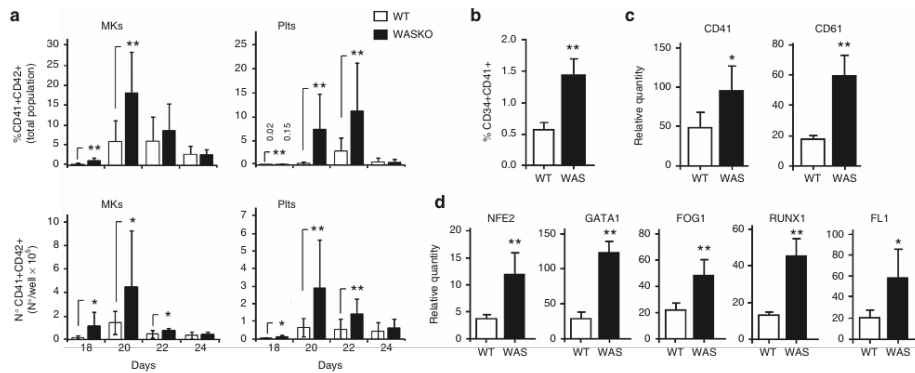 a
MKs
Plts
WT
WASKO
%CD41+CD42+
(total population)
30
25
20
15
10
5
0
**
**
25
20
15
10
5
0
0.02
0.15
**
**
**
MKs
Plts
N° CD41+CD42+
(N°/well × 10⁵)
10
8
6
4
2
0
*
*
*
7
6
5
4
3
2
1
0
*
**
**
18
20
22
24
18
20
22
24
Days
Days
b
% CD34+CD41+
2.0
1.5
1.0
0.5
0.0
**
WT
WAS
c
CD41
CD61
Relative quantity
150
100
50
0
*
WT
WAS
100
80
60
40
20
0
**
WT
WAS
d
NFE2
GATA1
FOG1
RUNX1
FL1
Relative quantity
20
15
10
5
0
**
WT WAS
150
100
50
0
**
WT WAS
100
80
60
40
20
0
**
WT WAS
60
40
20
0
**
WT WAS
100
80
60
40
20
0
*
WT WAS